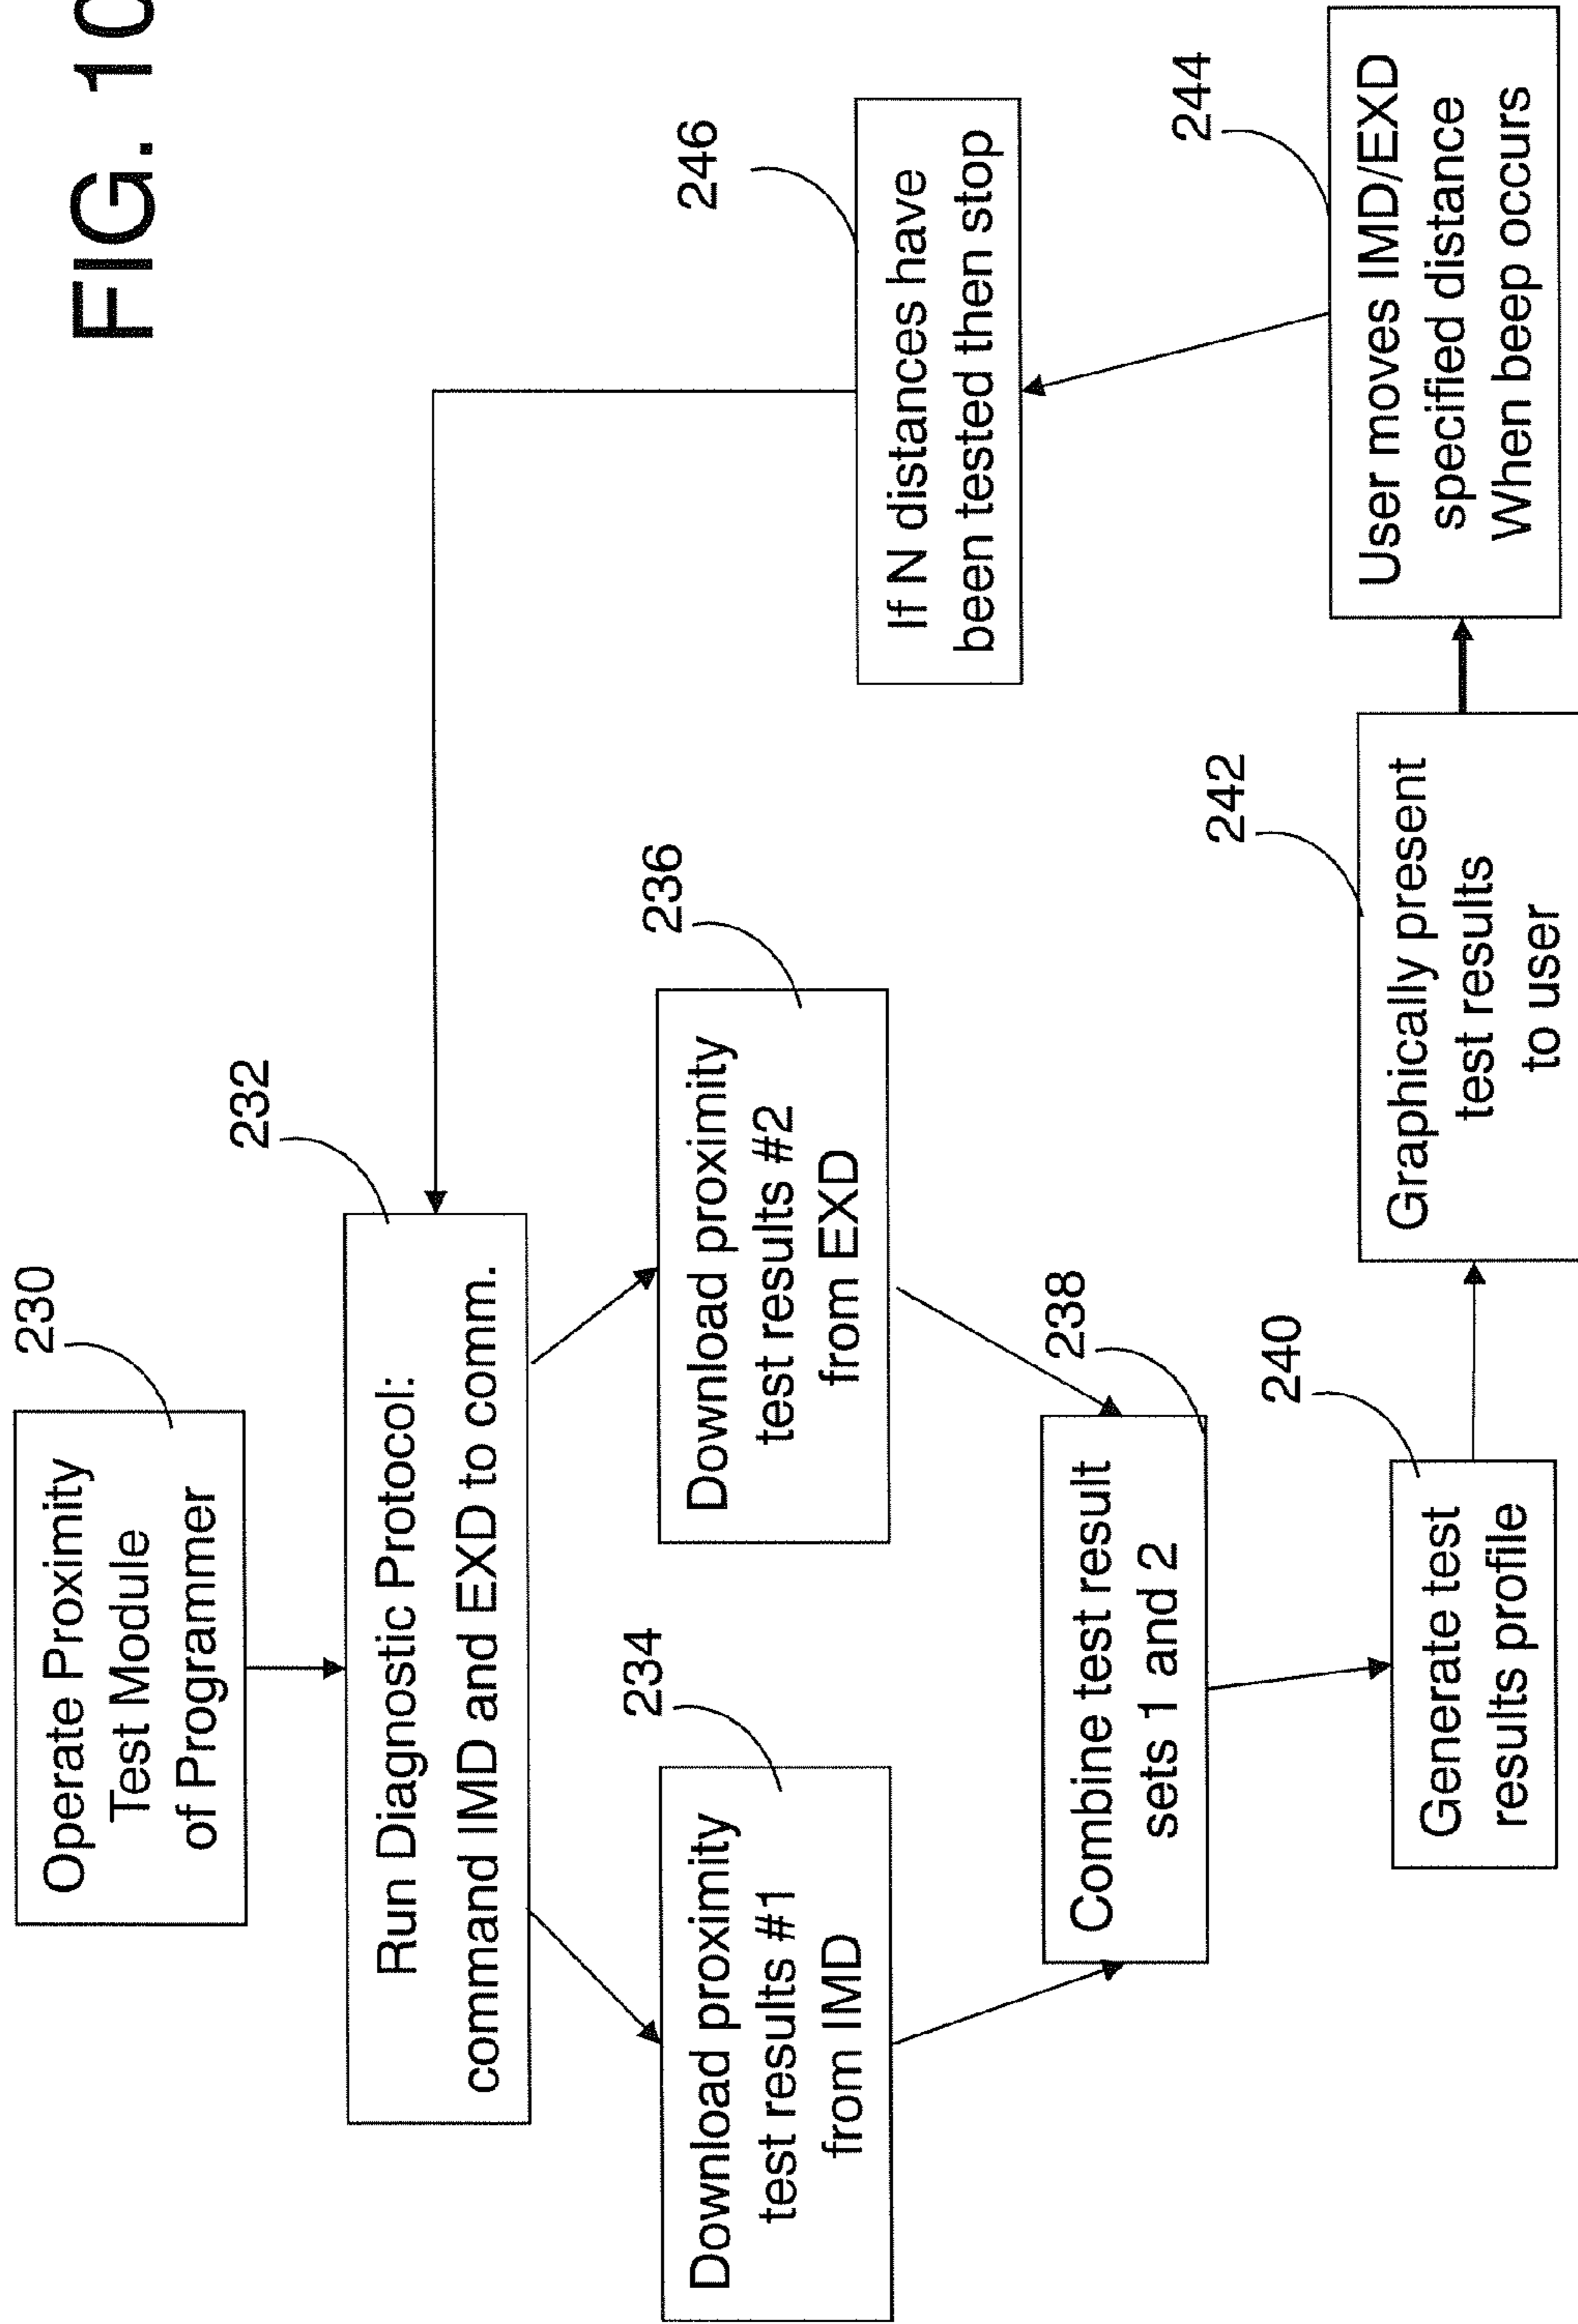 FIG. 10
230
Operate Proximity
Test Module
of Programmer
232
Run Diagnostic Protocol:
command IMD and EXD to comm.
234
Download proximity
test results #1
from IMD
236
Download proximity
test results #2
from EXD
238
Combine test result
sets 1 and 2
240
Generate test
results profile
242
Graphically present
test results
to user
244
User moves IMD/EXD
specified distance
When beep occurs
246
If N distances have
been tested then stop